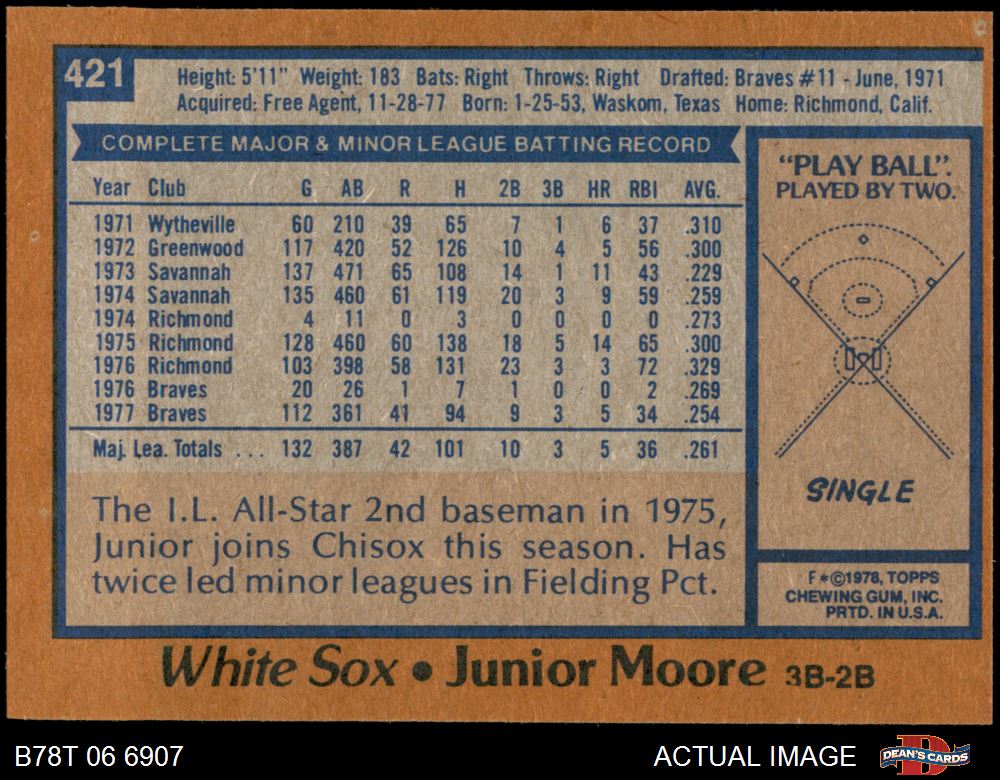 421
Height: 5'11" Weight: 183 Bats: Right Throws: Right Drafted: Braves #11 - June, 1971
Acquired: Free Agent, 11-28-77 Born: 1-25-53, Waskom, Texas Home: Richmond, Calif.
COMPLETE MAJOR & MINOR LEAGUE BATTING RECORD
Year Club G AB R H 2B 3B HR RBI AVG.
1971 Wytheville 60 210 39 65 7 1 6 37 .310
1972 Greenwood 117 420 52 126 10 4 5 56 .300
1973 Savannah 137 471 65 108 14 1 11 43 .229
1974 Savannah 135 460 61 119 20 3 9 59 .259
1974 Richmond 4 11 0 3 0 0 0 0 .273
1975 Richmond 128 460 60 138 18 5 14 65 .300
1976 Richmond 103 398 58 131 23 3 3 72 .329
1976 Braves 20 26 1 7 1 0 0 2 .269
1977 Braves 112 361 41 94 9 3 5 34 .254
Maj. Lea. Totals ... 132 387 42 101 10 3 5 36 .261
The I.L. All-Star 2nd baseman in 1975,
Junior joins Chisox this season. Has
twice led minor leagues in Fielding Pct.
"PLAY BALL".
PLAYED BY TWO.
SINGLE
F*©1978, TOPPS
CHEWING GUM, INC.
PRTD. IN U.S.A.
White Sox • Junior Moore 3B-2B
B78T 06 6907
ACTUAL IMAGE
DEAN'S CARDS